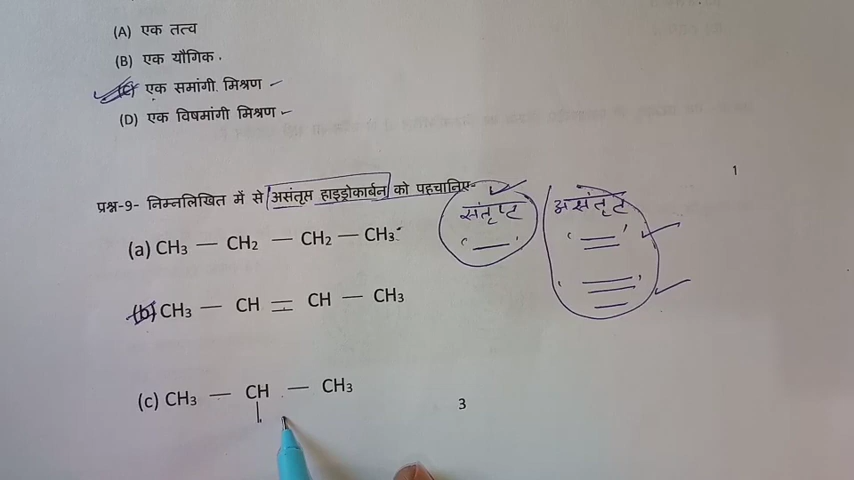 (A) एक तत्व
(B) एक यौगिक.
(C) एक समांगी मिश्रण
(D) एक विषमांगी मिश्रण
1
प्रश्न-9- निम्नलिखित में से असंतृप्त हाइड्रोकार्बन को पहचानिए-
संतृप्त असंतृप्त
(a) CH₃ — CH₂ — CH₂ — CH₃
(b) CH₃ — CH = CH — CH₃
(c) CH₃ — CH — CH₃
3